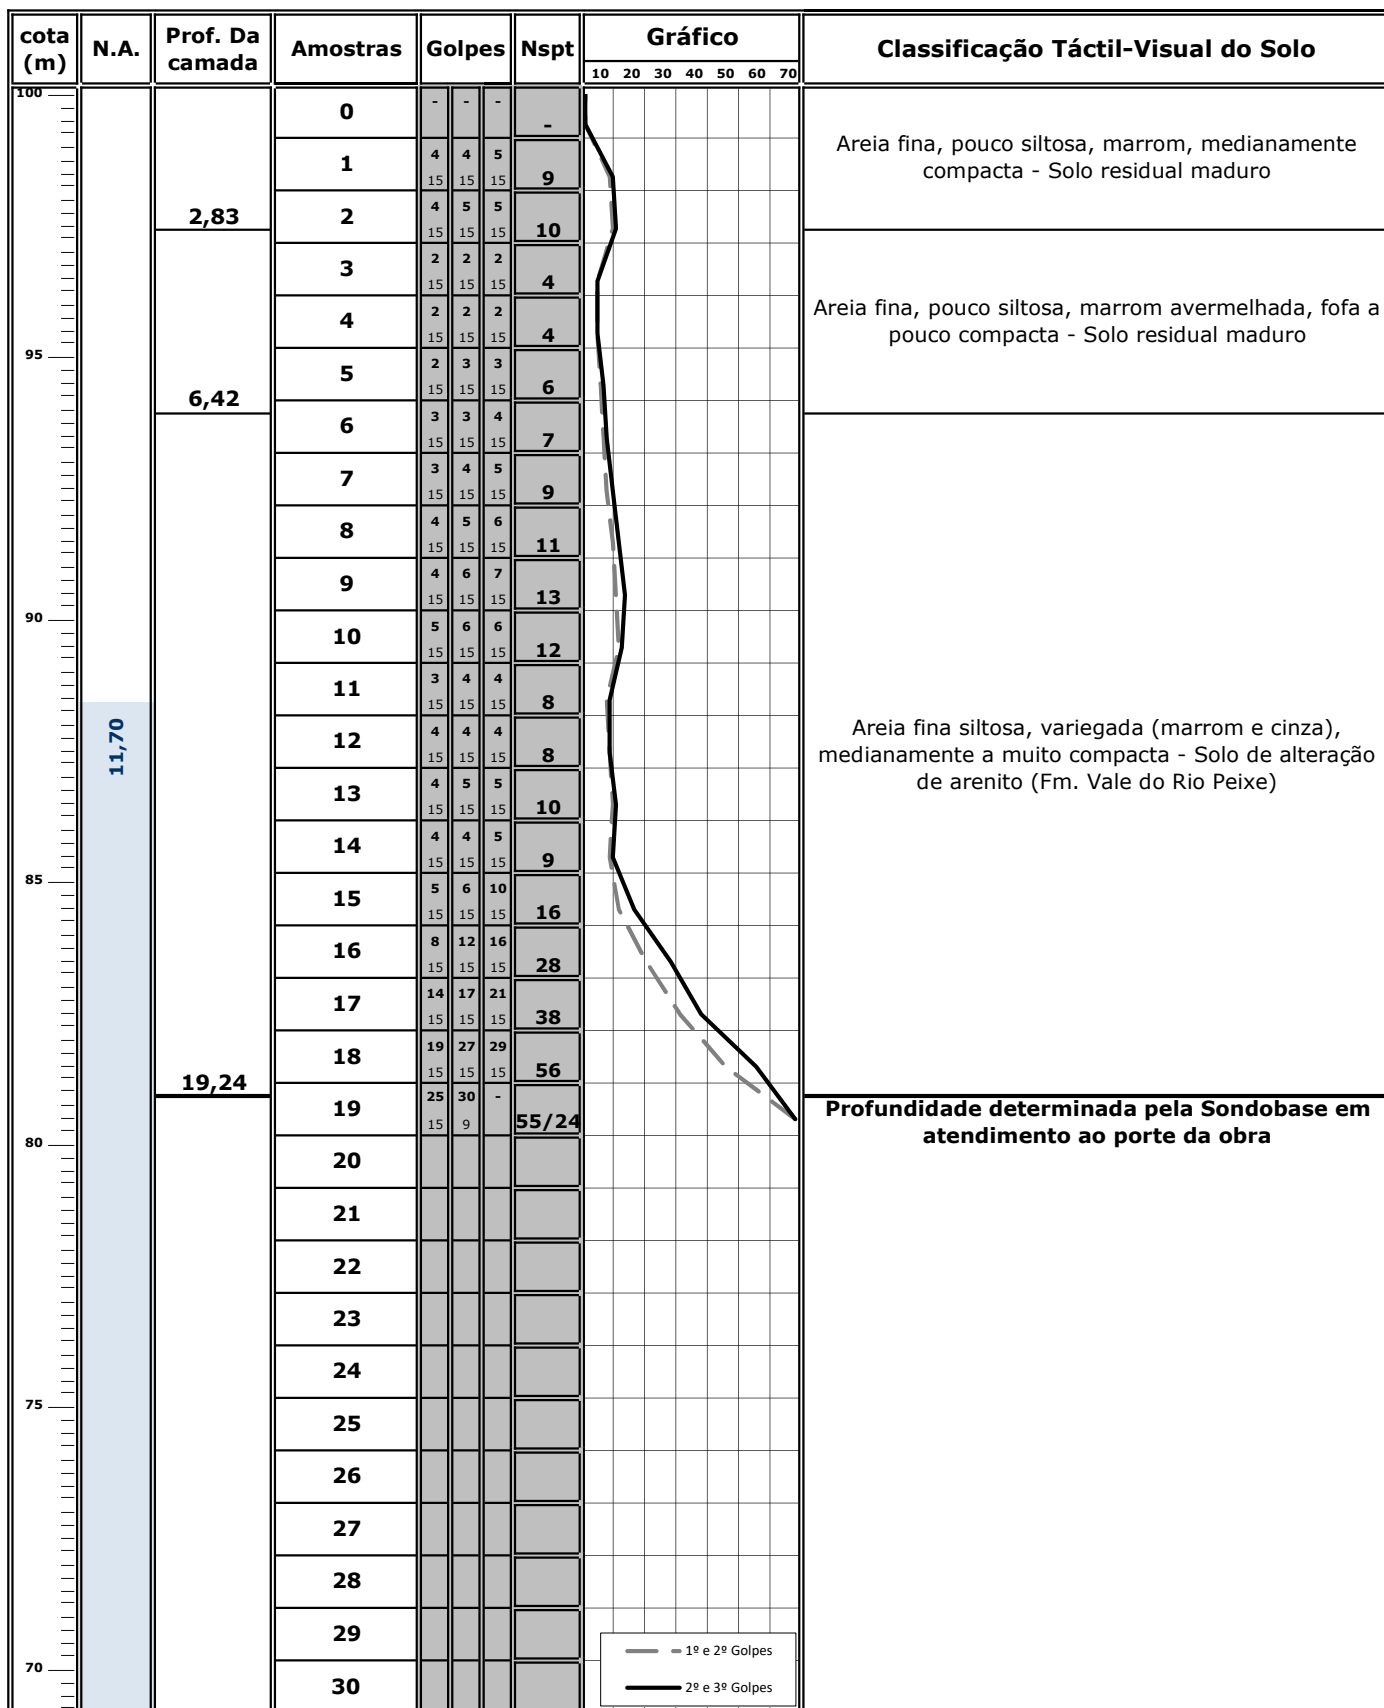 cota (m) N.A. Prof. Da camada Amostras Golpes Nspt Gráfico Classificação Táctil-Visual do Solo
10 20 30 40 50 60 70
100
0 - - - -
Areia fina, pouco siltosa, marrom, medianamente
compacta - Solo residual maduro
1 4 4 5
15 15 15 9
2,83 2 4 5 5
15 15 15 10
3 2 2 2
15 15 15 4
Areia fina, pouco siltosa, marrom avermelhada, fofa a
pouco compacta - Solo residual maduro
4 2 2 2
15 15 15 4
95
5 2 3 3
15 15 15 6
6,42
6 3 3 4
15 15 15 7
7 3 4 5
15 15 15 9
8 4 5 6
15 15 15 11
9 4 6 7
15 15 15 13
90
10 5 6 6
15 15 15 12
11 3 4 4
15 15 15 8
11,70
12 4 4 4
15 15 15 8
Areia fina siltosa, variegada (marrom e cinza),
medianamente a muito compacta - Solo de alteração
de arenito (Fm. Vale do Rio Peixe)
13 4 5 5
15 15 15 10
14 4 4 5
15 15 15 9
85
15 5 6 10
15 15 15 16
16 8 12 16
15 15 15 28
17 14 17 21
15 15 15 38
18 19 27 29
15 15 15 56
19,24
19 25 30 -
15 9 55/24
Profundidade determinada pela Sondobase em
atendimento ao porte da obra
80
20
21
22
23
24
75
25
26
27
28
29
1º e 2º Golpes
70
30
2º e 3º Golpes